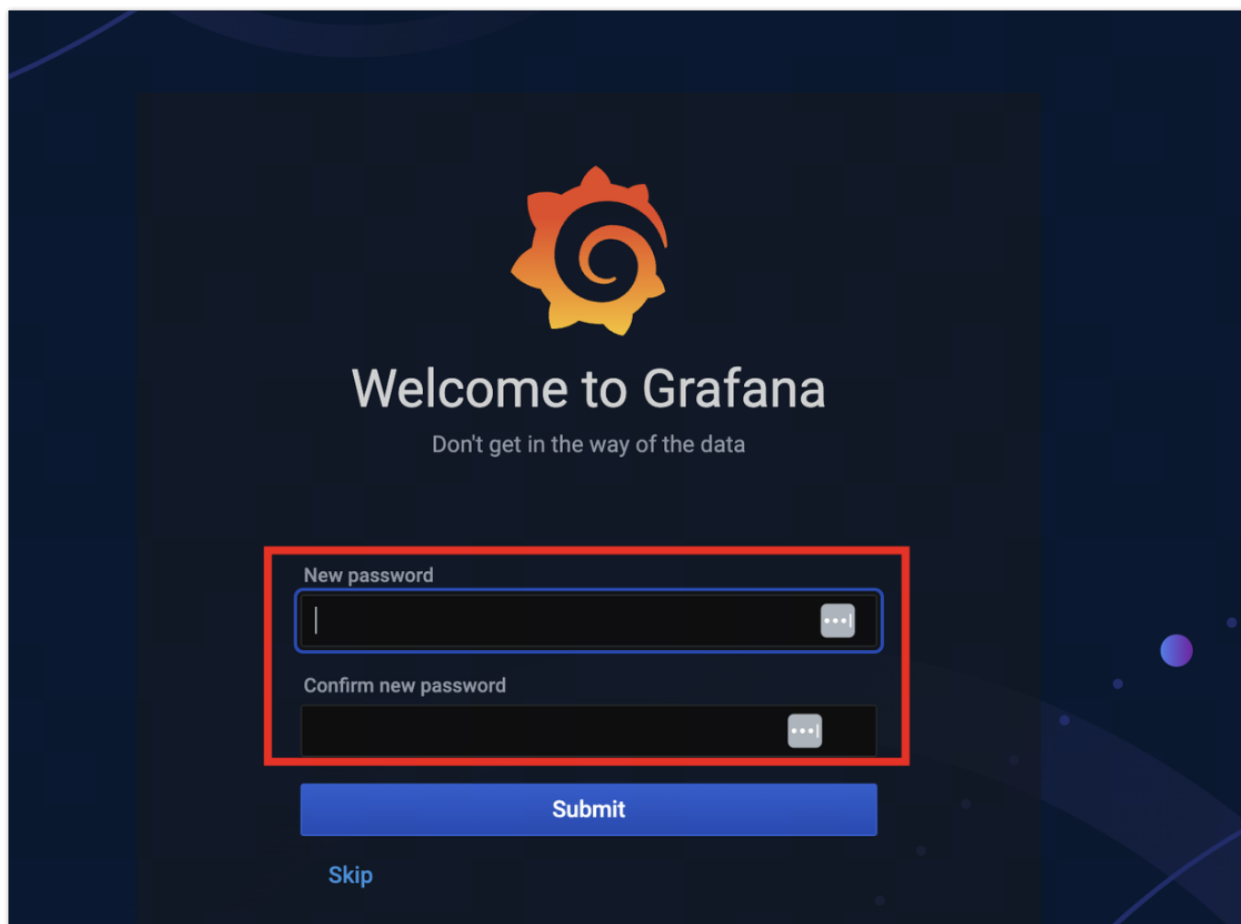 Welcome to Grafana
Don't get in the way of the data
New password
Confirm new password
Submit
Skip